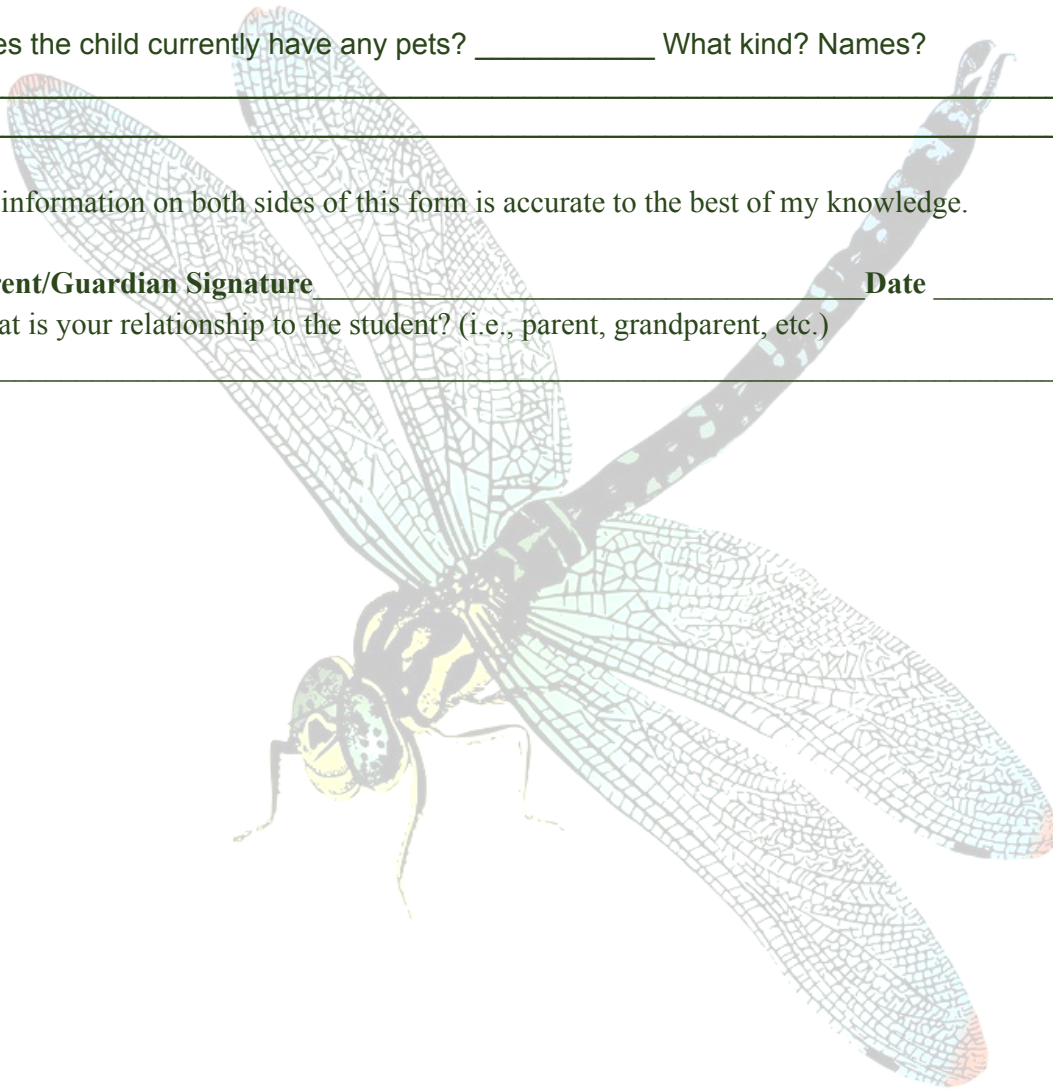 es the child currently have any pets? ___________ What kind? Names?
information on both sides of this form is accurate to the best of my knowledge.
rent/Guardian Signature_____________________________________Date ________
at is your relationship to the student? (i.e., parent, grandparent, etc.)